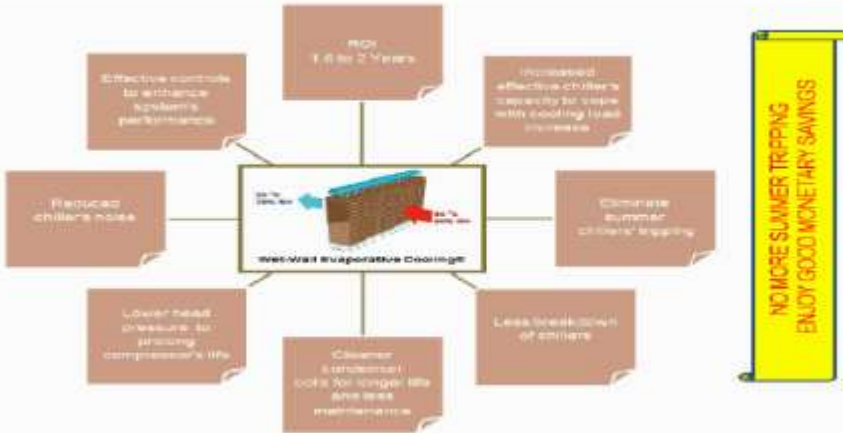 ROI
1.5 to 2 Years
Effective controls
to enhance
system's
performance
Increased
effective chiller's
capacity to cope
with cooling load
increase
Reduced
chiller's noise
Wet-Wall Evaporative Cooling®
Eliminate
summer
chillers' tripping
Lower head
pressure to
prolong
compressor's life
Cleaner
condenser
coils for longer life
and less
maintenance
Less breakdown
of chillers
NO MORE SUMMER TRIPPING
ENJOY GOOD MONETARY SAVINGS